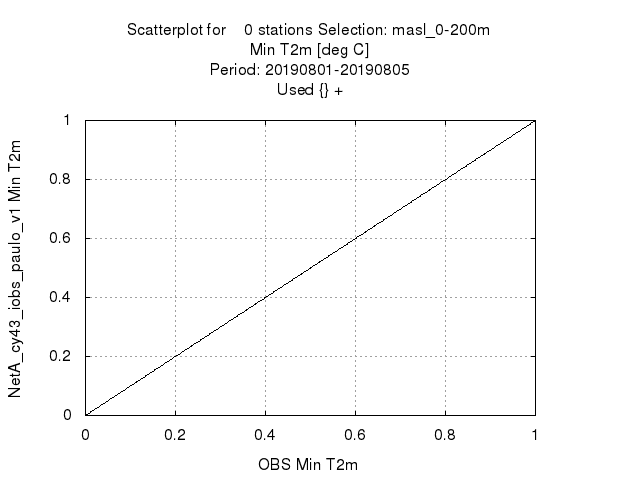 Scatterplot for    0 stations Selection: masl_0-200m
Min T2m [deg C]
Period: 20190801-20190805
Used {} +
NetA_cy43_iobs_paulo_v1 Min T2m
1
0.8
0.6
0.4
0.2
0
0 0.2 0.4 0.6 0.8 1
OBS Min T2m